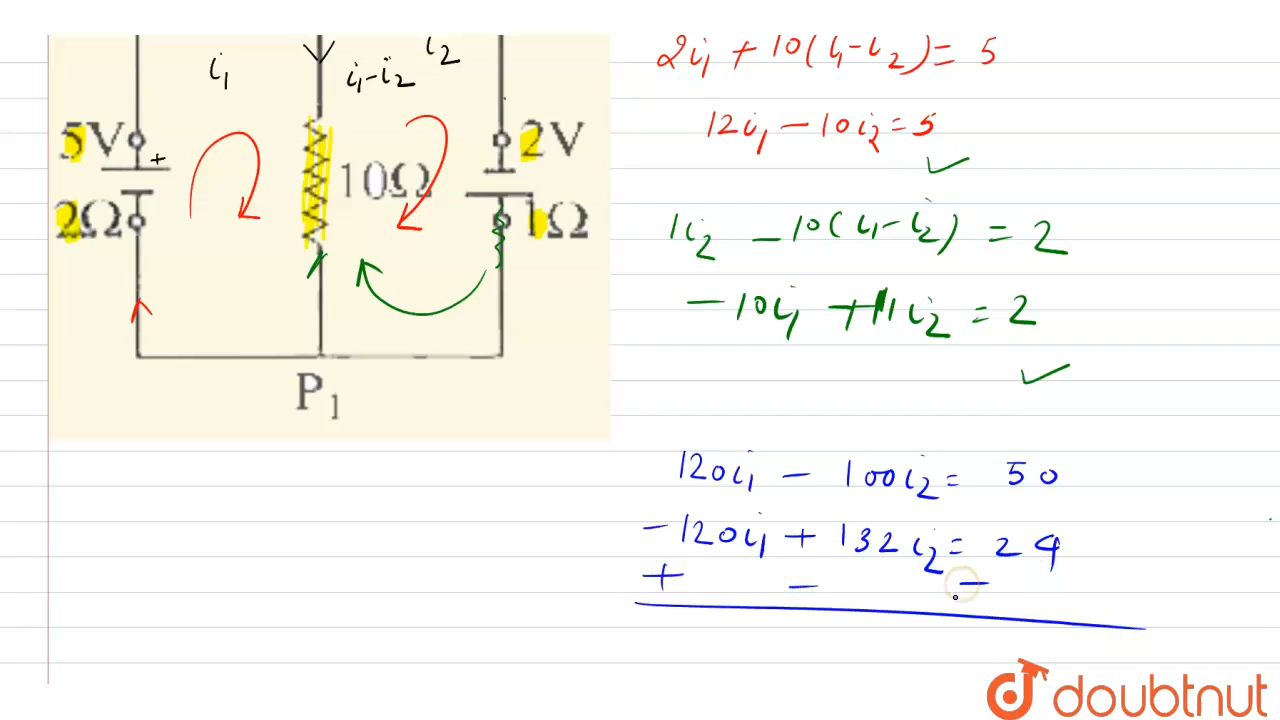 i₁
i₁-i₂
i₂
5V
+
2V
10Ω
2Ω
1Ω
P₁
2i₁ + 10(i₁-i₂) = 5
12i₁ - 10i₂ = 5
1i₂ - 10(i₁-i₂) = 2
-10i₁ + 11i₂ = 2
120i₁ - 100i₂ = 50
-120i₁ + 132i₂ = 24
+ - -
doubtnut